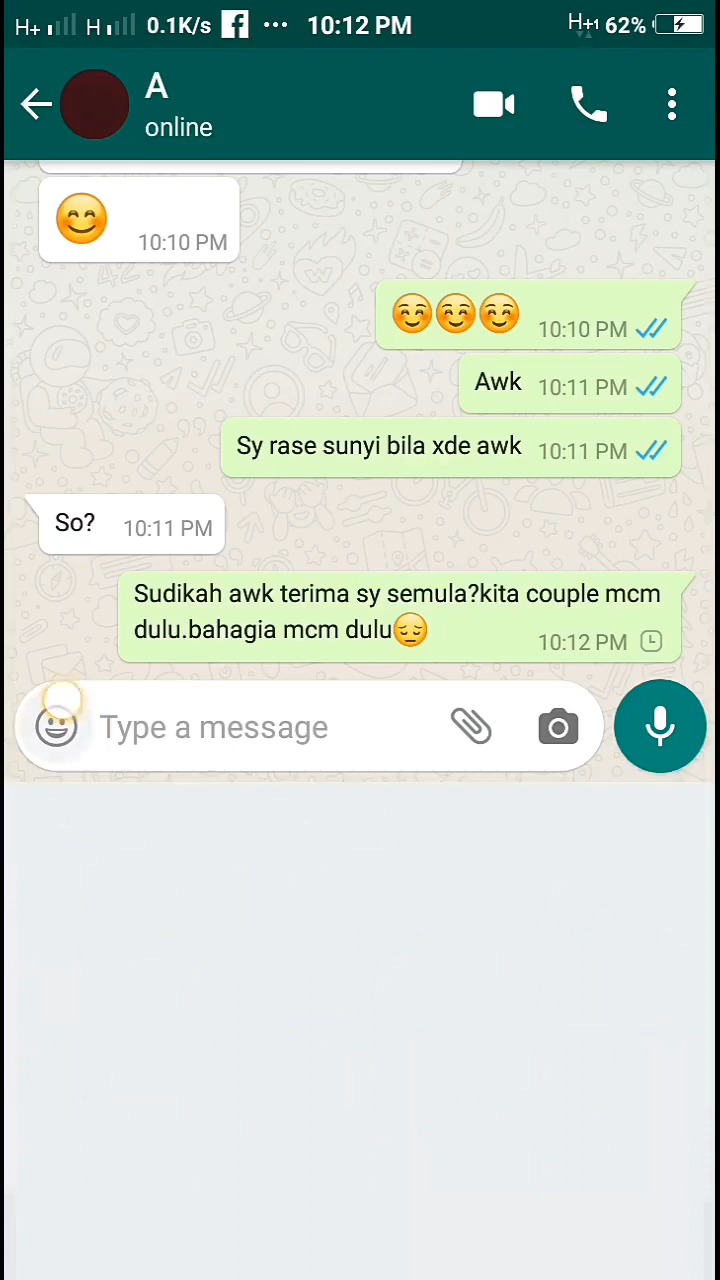 H+ H 0.1K/s ··· 10:12 PM H+1 62%
A
online
😊 10:10 PM
☺️☺️☺️ 10:10 PM
Awk 10:11 PM
Sy rase sunyi bila xde awk 10:11 PM
So? 10:11 PM
Sudikah awk terima sy semula?kita couple mcm
dulu.bahagia mcm dulu😔 10:12 PM
Type a message